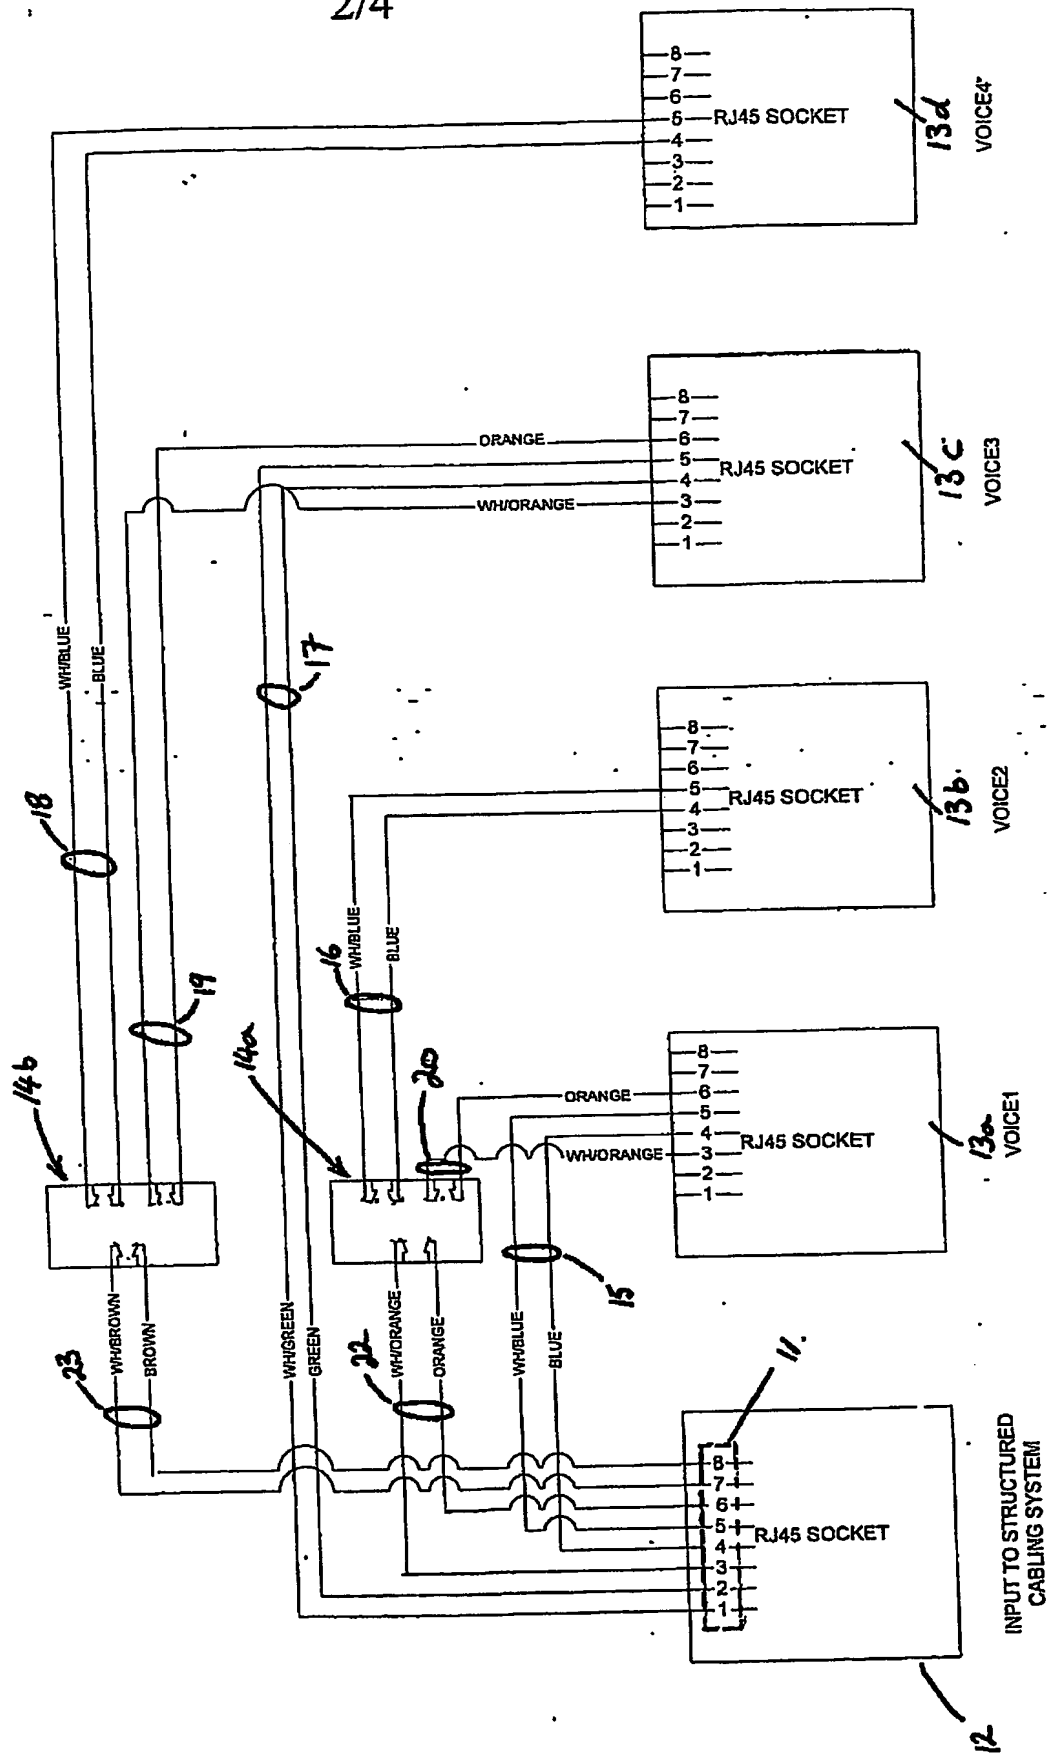 2/4
8
7
6
5
4
3
2
1
RJ45 SOCKET
13d
VOICE4
WH/BLUE
BLUE
18
8
7
6
5
4
3
2
1
RJ45 SOCKET
13c
VOICE3
ORANGE
WH/ORANGE
17
19
8
7
6
5
4
3
2
1
RJ45 SOCKET
13b.
VOICE2
WH/BLUE
BLUE
16
14b
14a
20
8
7
6
5
4
3
2
1
RJ45 SOCKET
13a
VOICE1
ORANGE
WH/ORANGE
15
WH/BROWN
BROWN
23
WH/GREEN
GREEN
WH/ORANGE
ORANGE
22
WH/BLUE
BLUE
11.
8
7
6
5
4
3
2
1
RJ45 SOCKET
INPUT TO STRUCTURED
CABLING SYSTEM
12